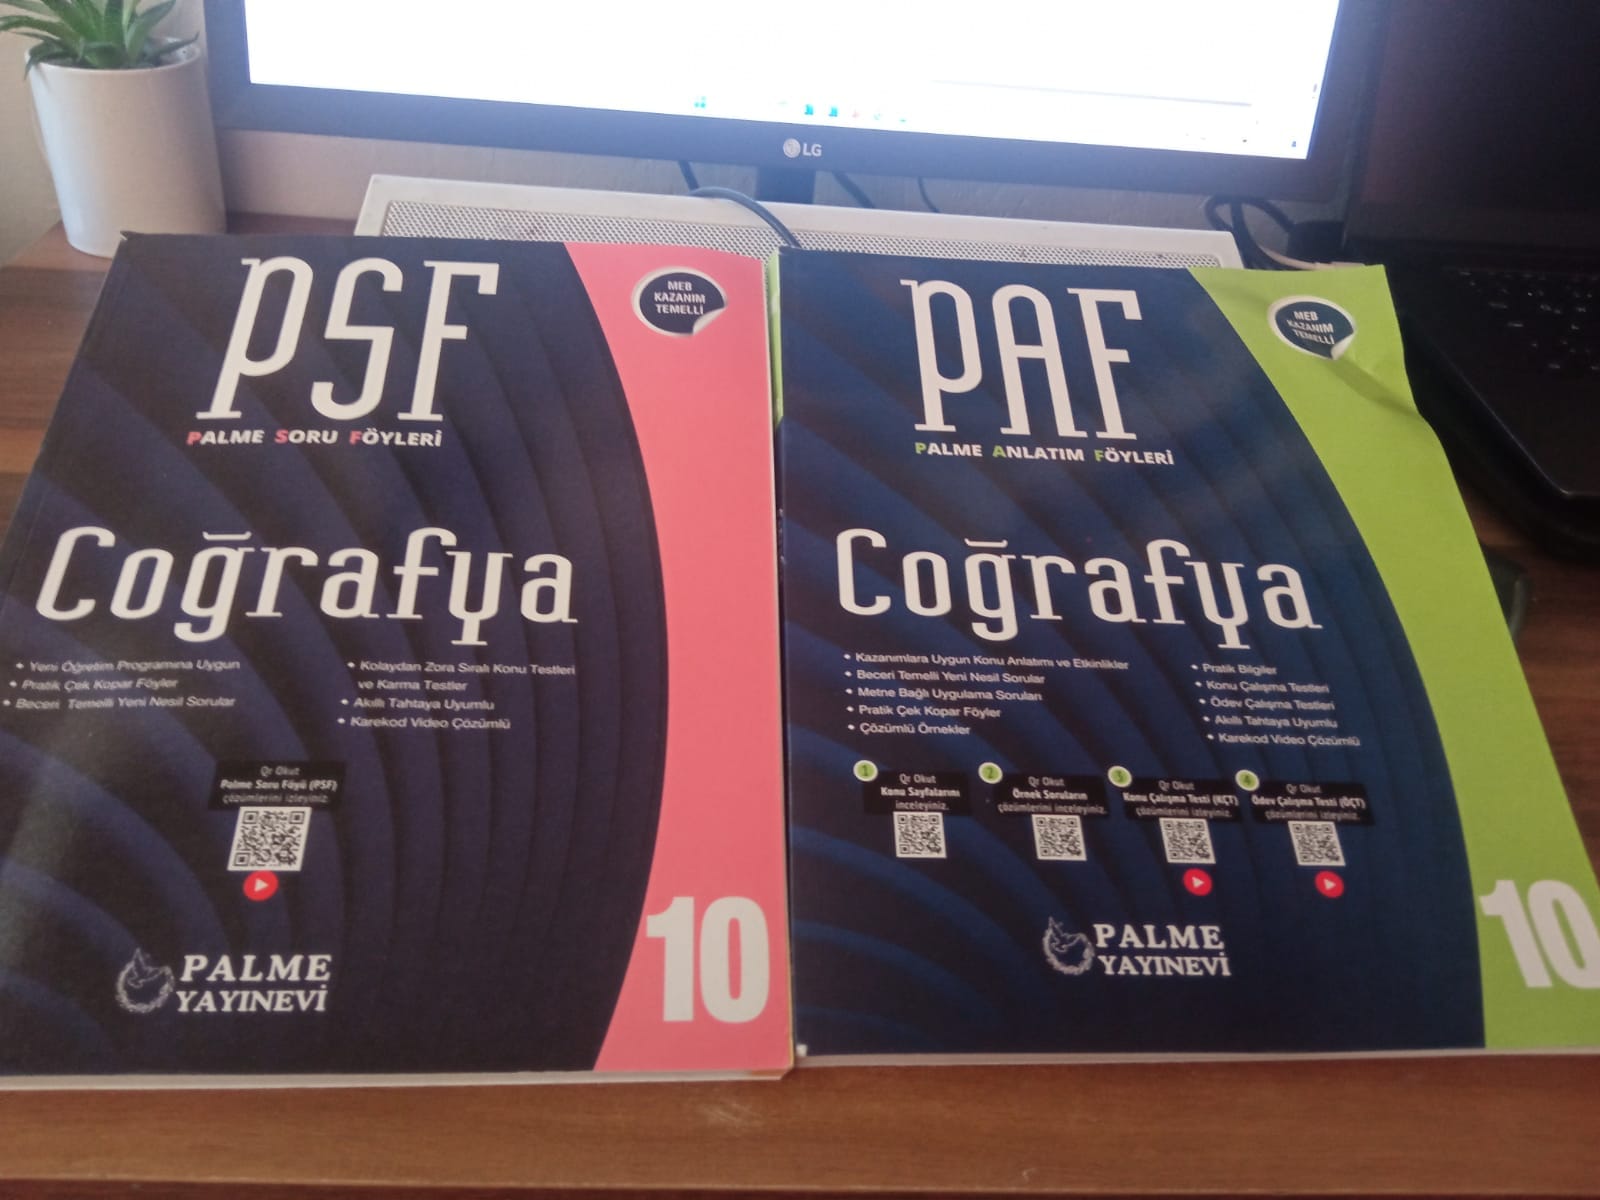 LG
PSF
PALME SORU FÖYLERİ
MEB
KAZANIM
TEMELLİ
Coğrafya
Yeni Öğretim Programına Uygun
Pratik Çek Kopar Föyler
Beceri Temelli Yeni Nesil Sorular
Kolaydan Zora Sıralı Konu Testleri
ve Karma Testler
Akıllı Tahtaya Uyumlu
Karekod Video Çözümlü
Qr Okut
Palme Soru Föyü (PSF)
çözümlerini izleyiniz.
PALME
YAYINEVİ
10
PAF
PALME ANLATIM FÖYLERİ
MEB
KAZANIM
TEMELLİ
Coğrafya
Kazanımlara Uygun Konu Anlatımı ve Etkinlikler
Beceri Temelli Yeni Nesil Sorular
Metne Bağlı Uygulama Soruları
Pratik Çek Kopar Föyler
Çözümlü Örnekler
Pratik Bilgiler
Konu Çalışma Testleri
Ödev Çalışma Testleri
Akıllı Tahtaya Uyumlu
Karekod Video Çözümlü
1
Qr Okut
Konu Sayfalarını
inceleyiniz.
2
Qr Okut
Örnek Soruların
çözümlerini inceleyiniz.
3
Qr Okut
Konu Çalışma Testi (KÇT)
çözümlerini izleyiniz.
4
Qr Okut
Ödev Çalışma Testi (ÖÇT)
çözümlerini izleyiniz.
PALME
YAYINEVİ
10